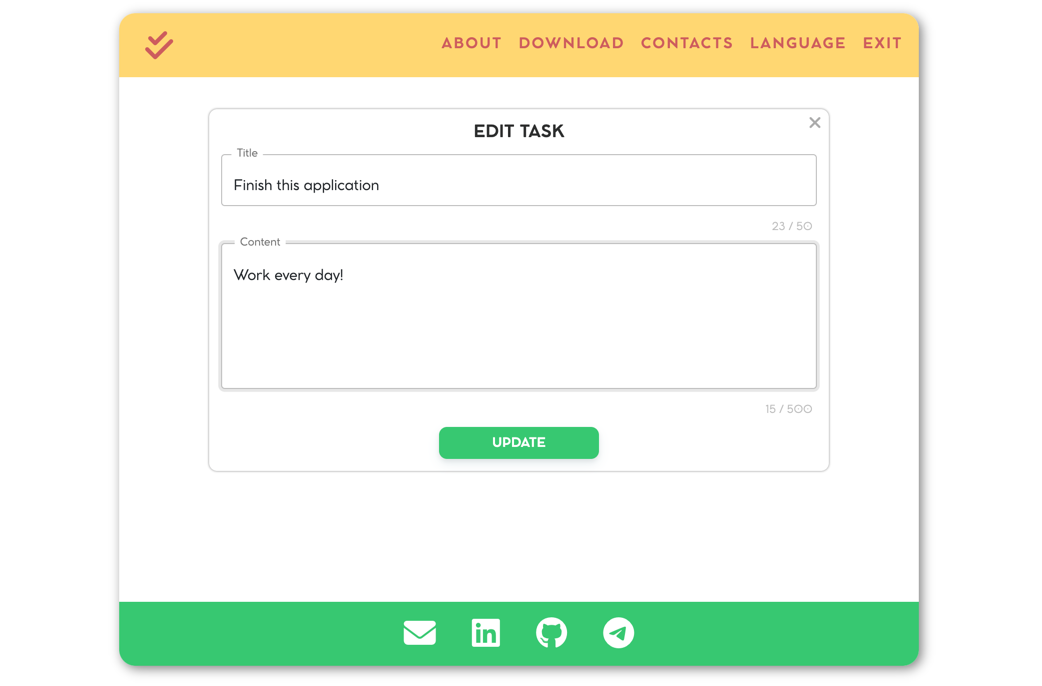 ABOUT DOWNLOAD CONTACTS LANGUAGE EXIT
EDIT TASK
Title
Finish this application
23 / 50
Content
Work every day!
15 / 500
UPDATE
in